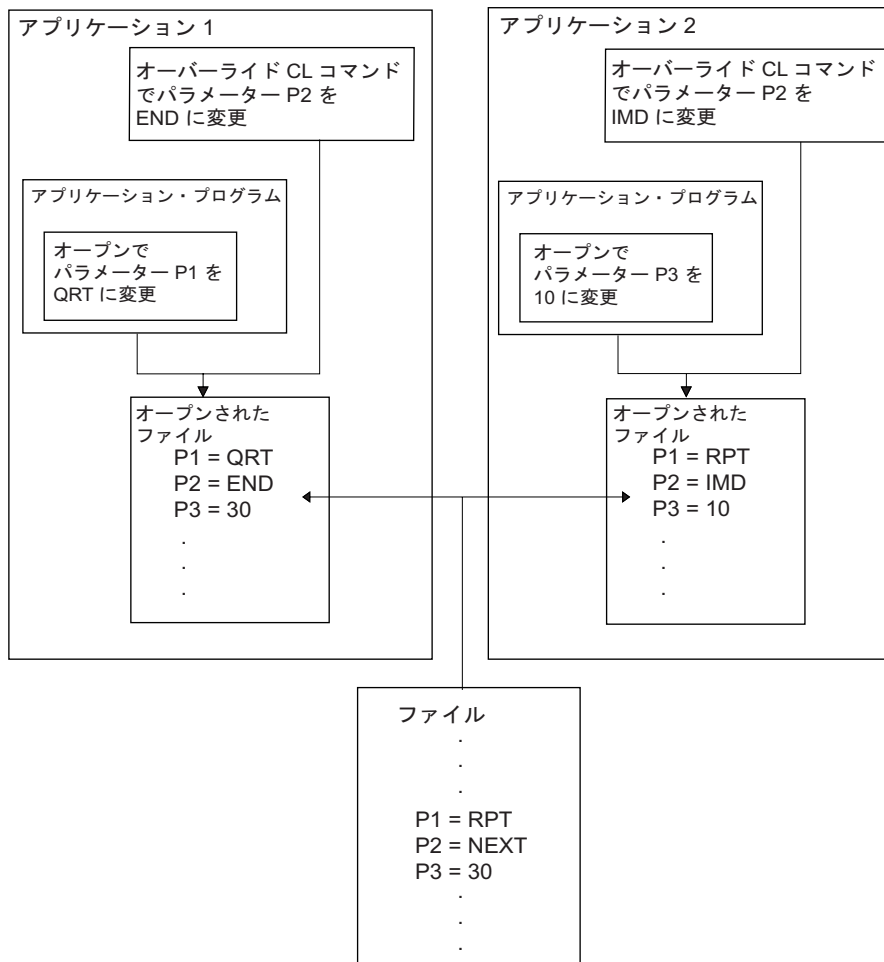 アプリケーション 1
オーバーライド CL コマンド
でパラメーター P2 を
END に変更
アプリケーション・プログラム
オープンで
パラメーター P1 を
QRT に変更
オープンされた
ファイル
P1 = QRT
P2 = END
P3 = 30
.
.
.
アプリケーション 2
オーバーライド CL コマンド
でパラメーター P2 を
IMD に変更
アプリケーション・プログラム
オープンで
パラメーター P3 を
10 に変更
オープンされた
ファイル
P1 = RPT
P2 = IMD
P3 = 10
.
.
.
ファイル
.
.
.
P1 = RPT
P2 = NEXT
P3 = 30
.
.
.